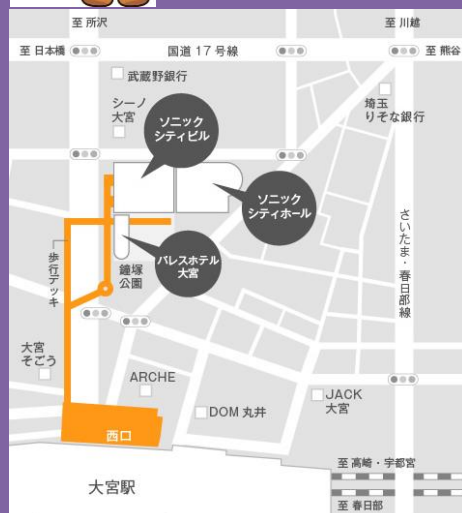 至 所沢
至 川越
至 日本橋
国道 17 号線
至 熊谷
武蔵野銀行
シーノ
大宮
埼玉
りそな銀行
ソニック
シティビル
ソニック
シティホール
さいたま・春日部線
パレスホテル
大宮
歩行デッキ
鐘塚
公園
大宮
そごう
ARCHE
DOM 丸井
JACK
大宮
西口
大宮駅
至 高崎・宇都宮
至 春日部